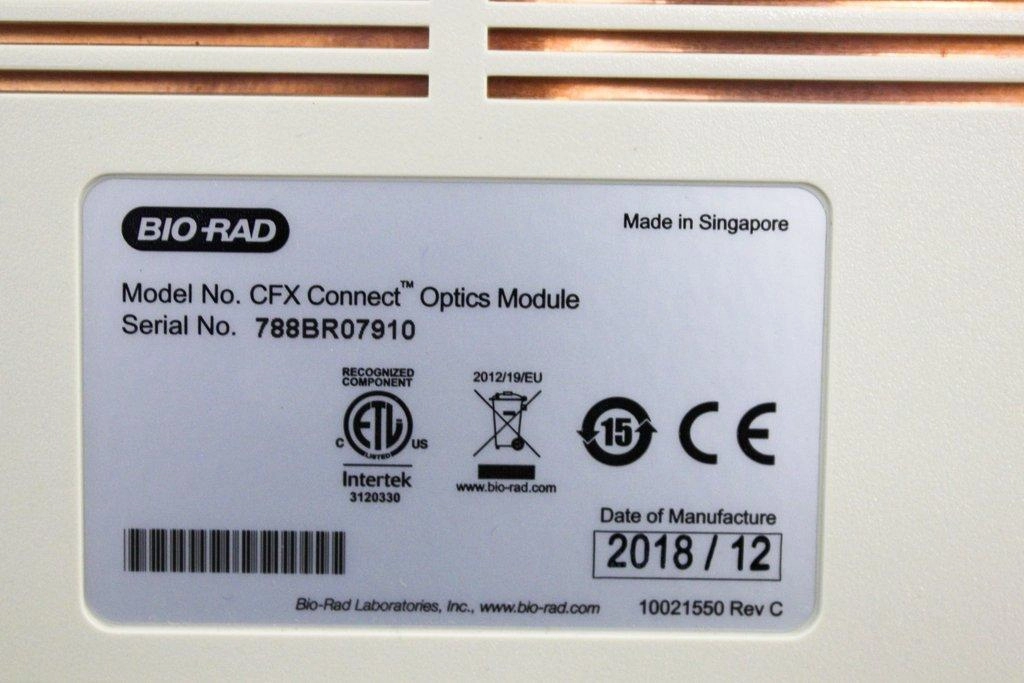 BIO-RAD
Made in Singapore
Model No. CFX Connect™ Optics Module
Serial No. 788BR07910
RECOGNIZED
COMPONENT
C ETL US
LISTED
Intertek
3120330
2012/19/EU
www.bio-rad.com
15
CE
Date of Manufacture
2018 / 12
Bio-Rad Laboratories, Inc., www.bio-rad.com
10021550 Rev C